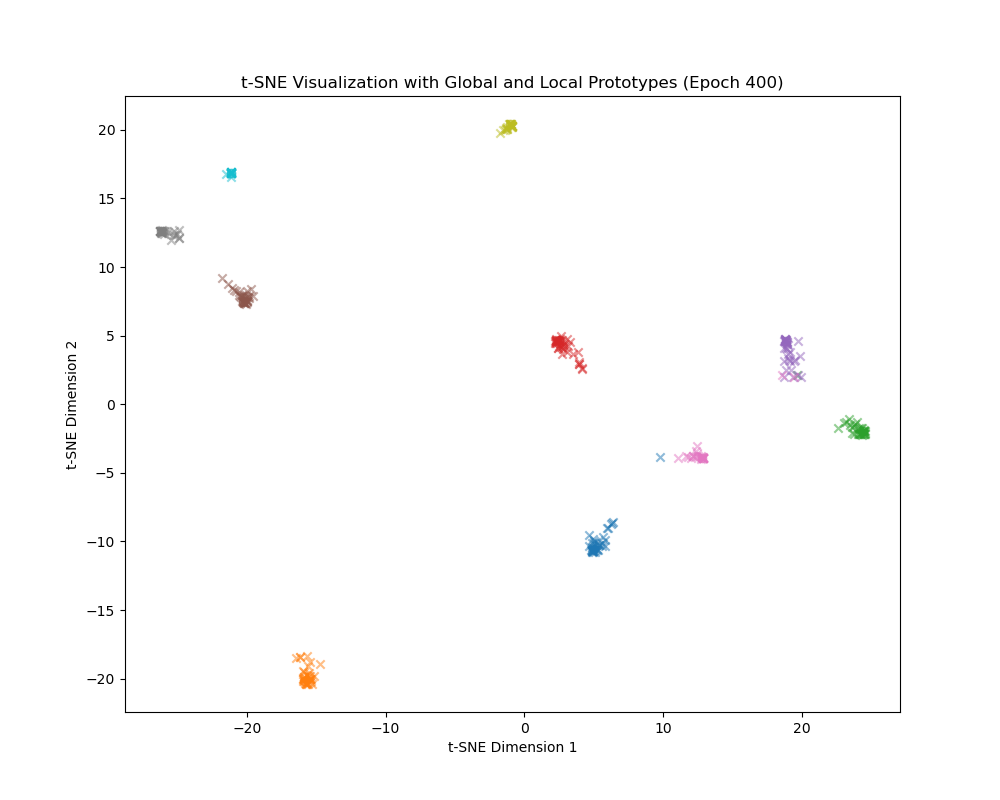 t-SNE Visualization with Global and Local Prototypes (Epoch 400)
20
15
10
5
0
−5
−10
−15
−20
t-SNE Dimension 2
−20 −10 0 10 20
t-SNE Dimension 1